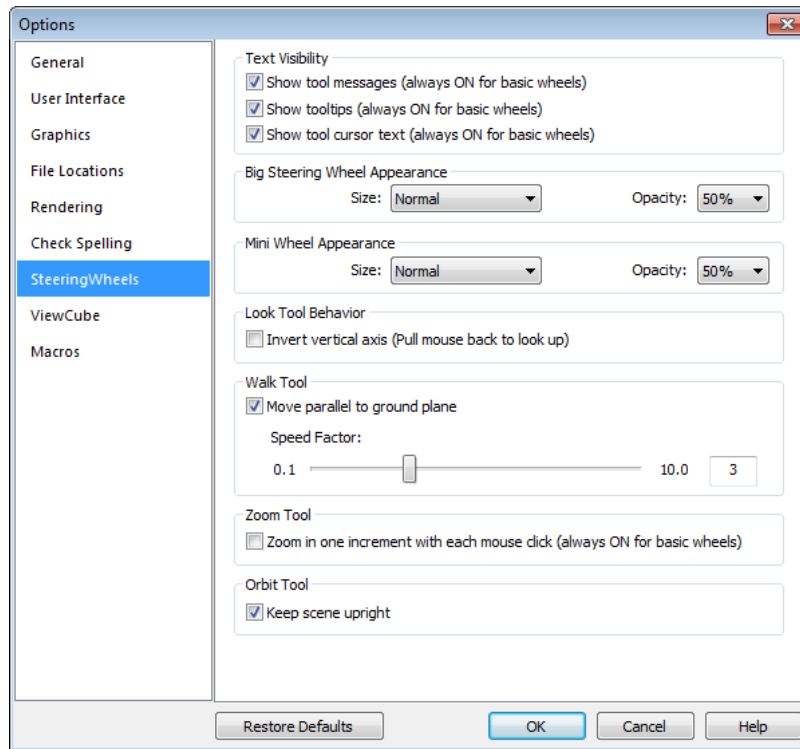 Options
General
User Interface
Graphics
File Locations
Rendering
Check Spelling
SteeringWheels
ViewCube
Macros
Text Visibility
Show tool messages (always ON for basic wheels)
Show tooltips (always ON for basic wheels)
Show tool cursor text (always ON for basic wheels)
Big Steering Wheel Appearance
Size: Normal Opacity: 50%
Mini Wheel Appearance
Size: Normal Opacity: 50%
Look Tool Behavior
Invert vertical axis (Pull mouse back to look up)
Walk Tool
Move parallel to ground plane
Speed Factor:
0.1 10.0 3
Zoom Tool
Zoom in one increment with each mouse click (always ON for basic wheels)
Orbit Tool
Keep scene upright
Restore Defaults OK Cancel Help